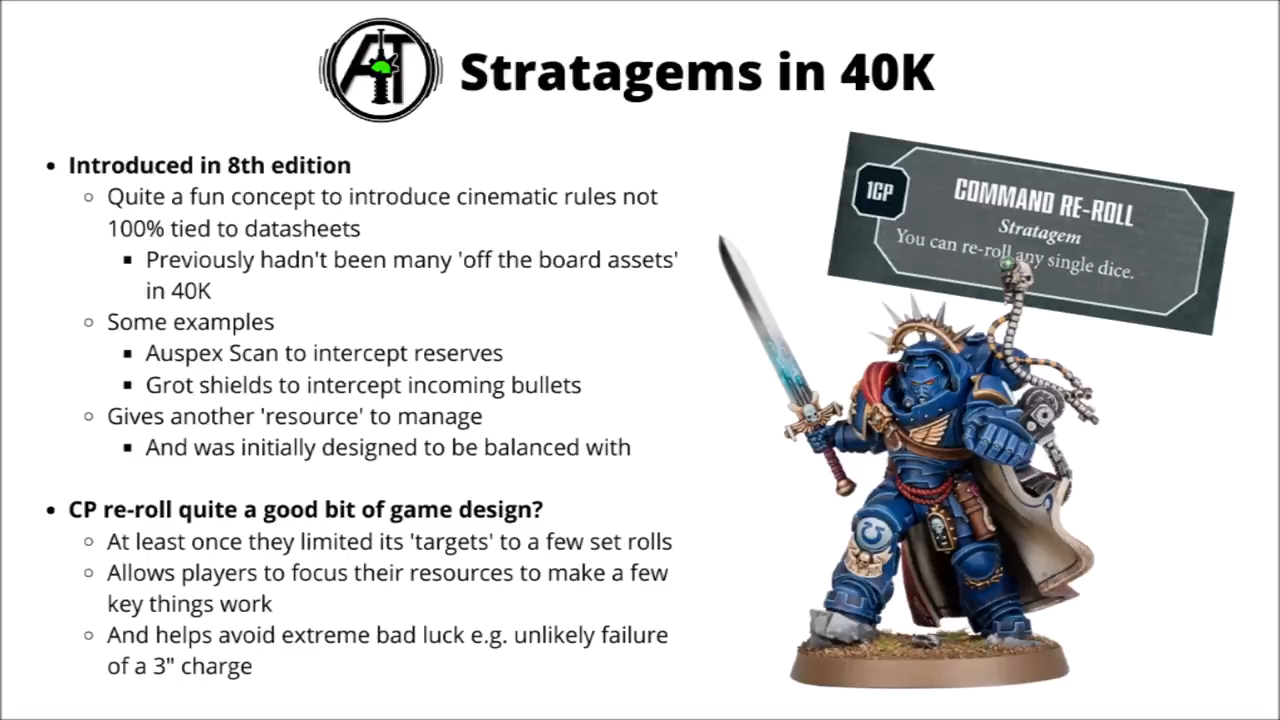 AT
Stratagems in 40K
• Introduced in 8th edition
○ Quite a fun concept to introduce cinematic rules not
100% tied to datasheets
▪ Previously hadn't been many 'off the board assets'
in 40K
○ Some examples
▪ Auspex Scan to intercept reserves
▪ Grot shields to intercept incoming bullets
○ Gives another 'resource' to manage
▪ And was initially designed to be balanced with
• CP re-roll quite a good bit of game design?
○ At least once they limited its 'targets' to a few set rolls
○ Allows players to focus their resources to make a few
key things work
○ And helps avoid extreme bad luck e.g. unlikely failure
of a 3" charge
1CP
COMMAND RE-ROLL
Stratagem
You can re-roll any single dice.